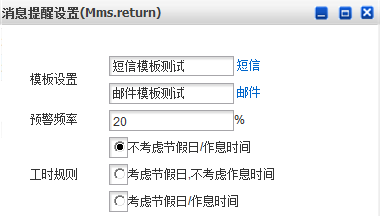 消息提醒设置(Mms.return)
模板设置 短信模板测试 短信
邮件模板测试 邮件
预警频率 20 %
不考虑节假日/作息时间
工时规则 考虑节假日,不考虑作息时间
考虑节假日/作息时间